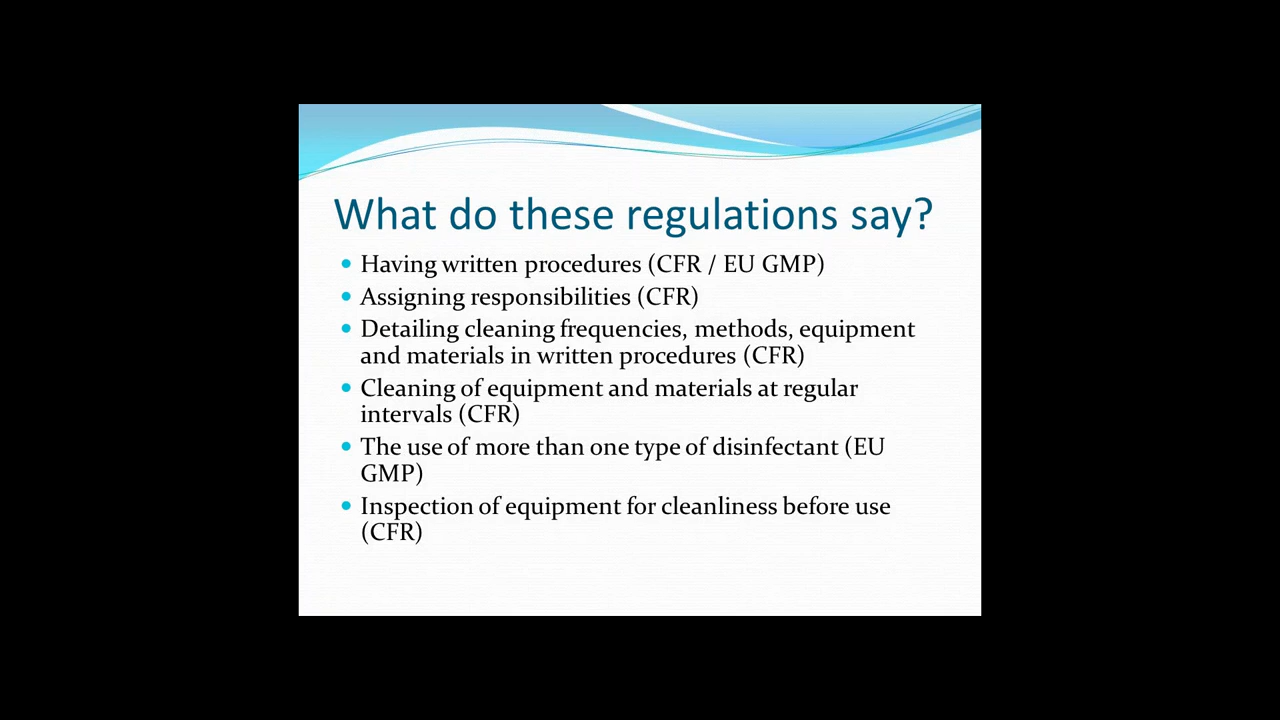 What do these regulations say?
• Having written procedures (CFR / EU GMP)
• Assigning responsibilities (CFR)
• Detailing cleaning frequencies, methods, equipment
and materials in written procedures (CFR)
• Cleaning of equipment and materials at regular
intervals (CFR)
• The use of more than one type of disinfectant (EU
GMP)
• Inspection of equipment for cleanliness before use
(CFR)